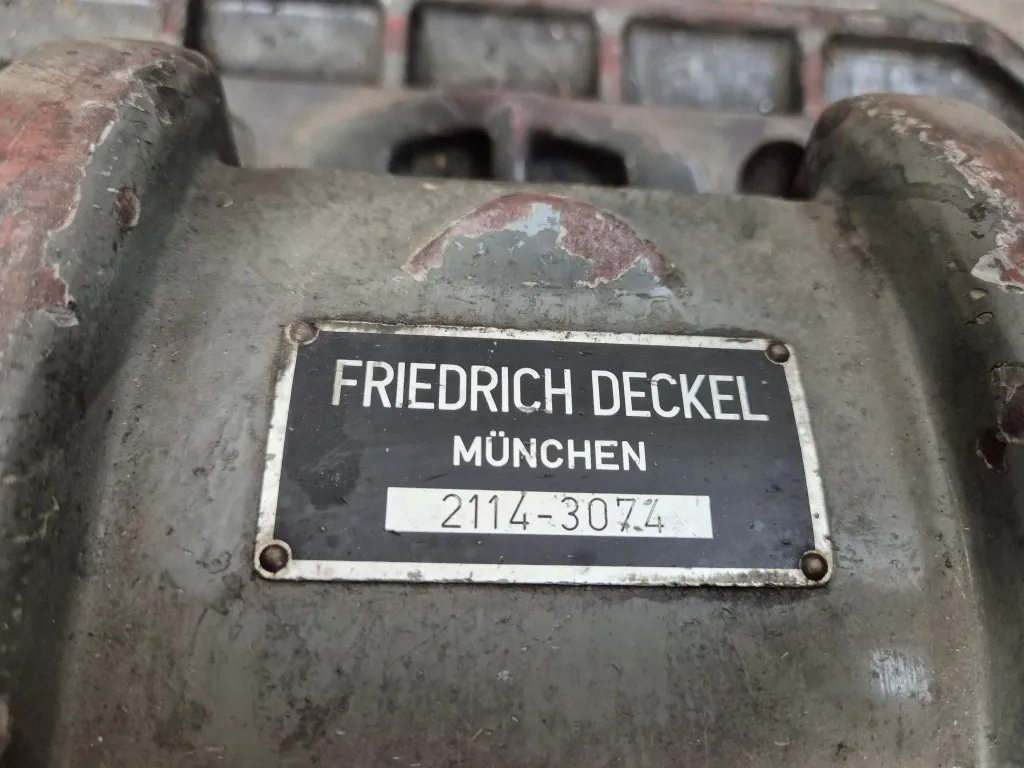 FRIEDRICH DECKEL
MÜNCHEN
2114-3074